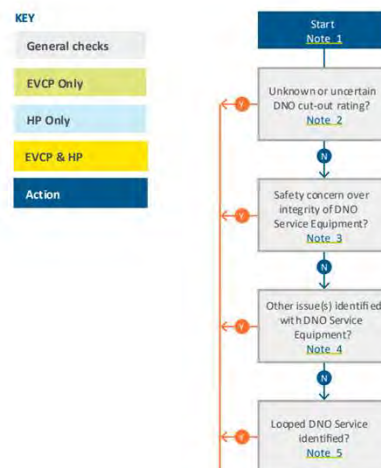 KEY
General checks
EVCP Only
HP Only
EVCP & HP
Action
Start
Note 1
Unknown or uncertain
DNO cut-out rating?
Note 2
Y
N
Safety concern over
integrity of DNO
Service Equipment?
Note 3
Y
N
Other issue(s) identified
with DNO Service
Equipment?
Note 4
Y
N
Looped DNO Service
identified?
Note 5
Y